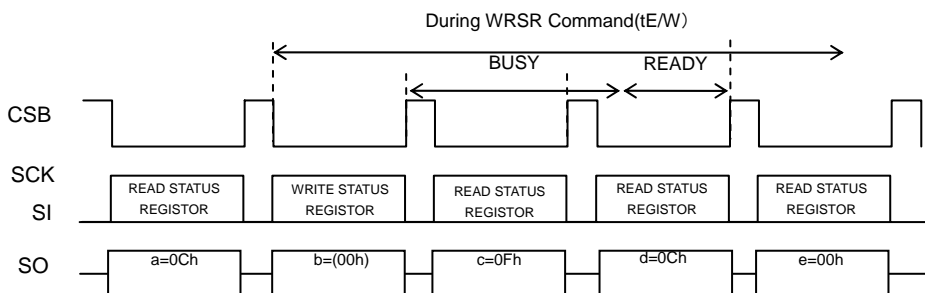 During WRSR Command(tE/W)
BUSY
READY
CSB
SCK
READ STATUS
REGISTOR
WRITE STATUS
REGISTOR
READ STATUS
REGISTOR
READ STATUS
REGISTOR
READ STATUS
REGISTOR
SI
SO
a=0Ch
b=(00h)
c=0Fh
d=0Ch
e=00h